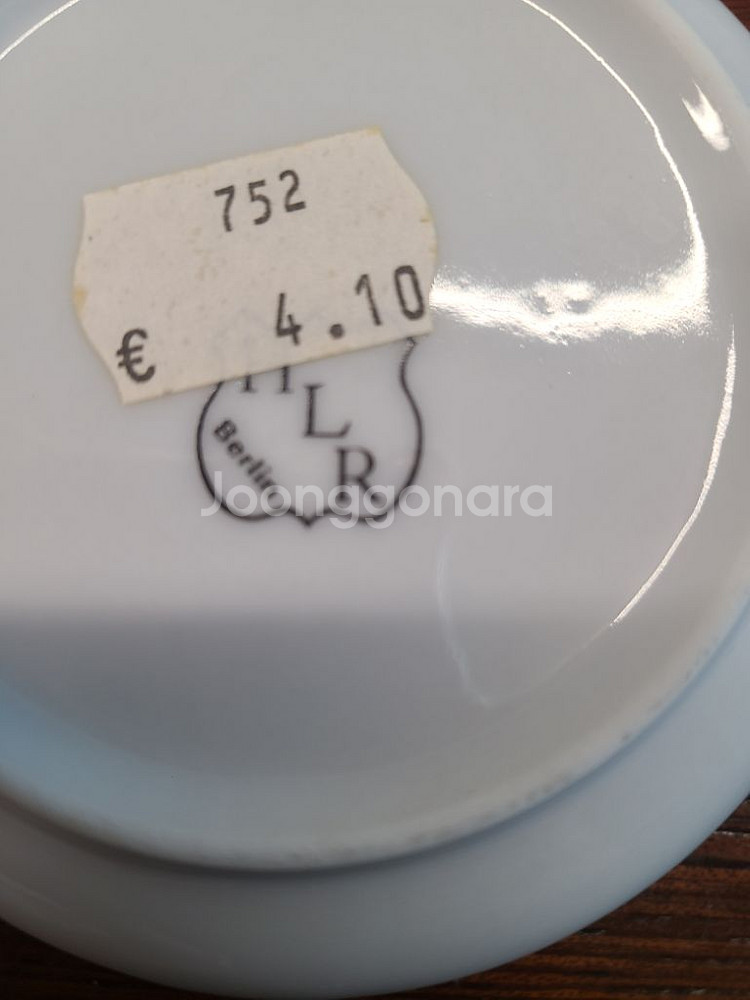 752
€ 4.10
H
L
R
Berlin
Joonggonara